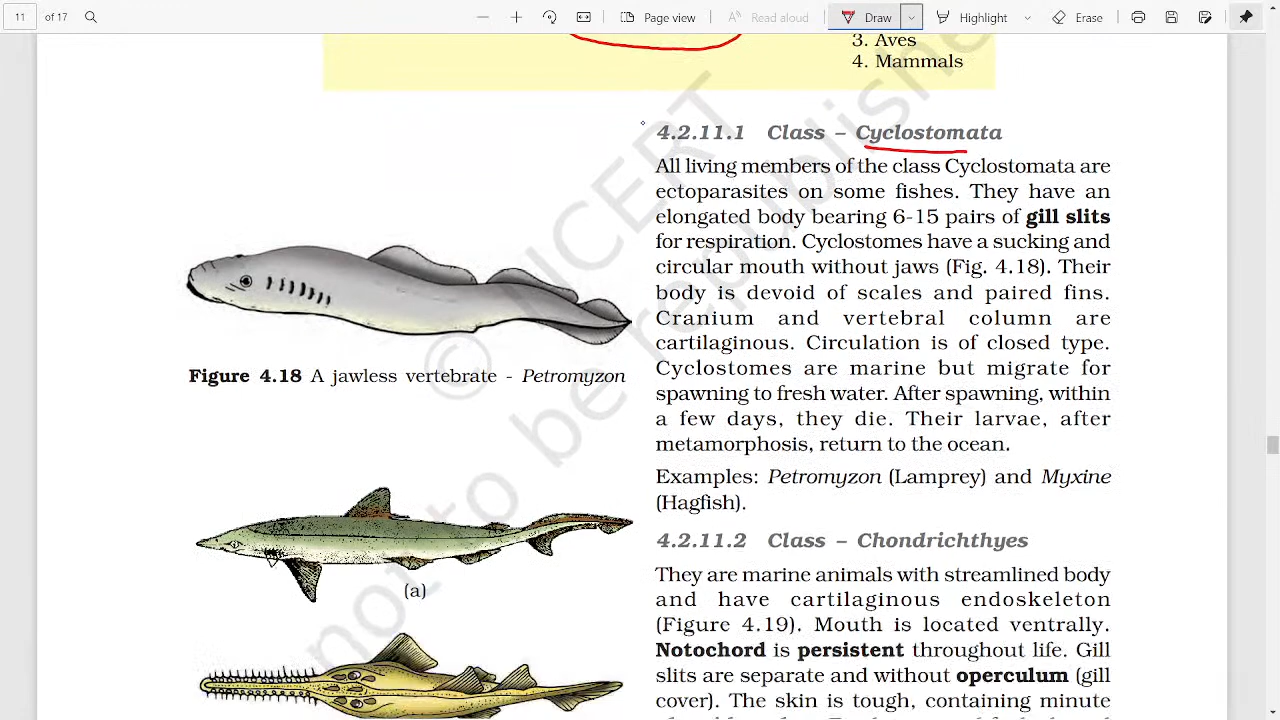 11 of 17
Page view
Read aloud
Draw
Highlight
Erase
3. Aves
4. Mammals
4.2.11.1 Class – Cyclostomata
All living members of the class Cyclostomata are
ectoparasites on some fishes. They have an
elongated body bearing 6-15 pairs of gill slits
for respiration. Cyclostomes have a sucking and
circular mouth without jaws (Fig. 4.18). Their
body is devoid of scales and paired fins.
Cranium and vertebral column are
cartilaginous. Circulation is of closed type.
Cyclostomes are marine but migrate for
spawning to fresh water. After spawning, within
a few days, they die. Their larvae, after
metamorphosis, return to the ocean.
Examples: Petromyzon (Lamprey) and Myxine
(Hagfish).
Figure 4.18 A jawless vertebrate - Petromyzon
(a)
4.2.11.2 Class – Chondrichthyes
They are marine animals with streamlined body
and have cartilaginous endoskeleton
(Figure 4.19). Mouth is located ventrally.
Notochord is persistent throughout life. Gill
slits are separate and without operculum (gill
cover). The skin is tough, containing minute
© NCERT
not to be republished